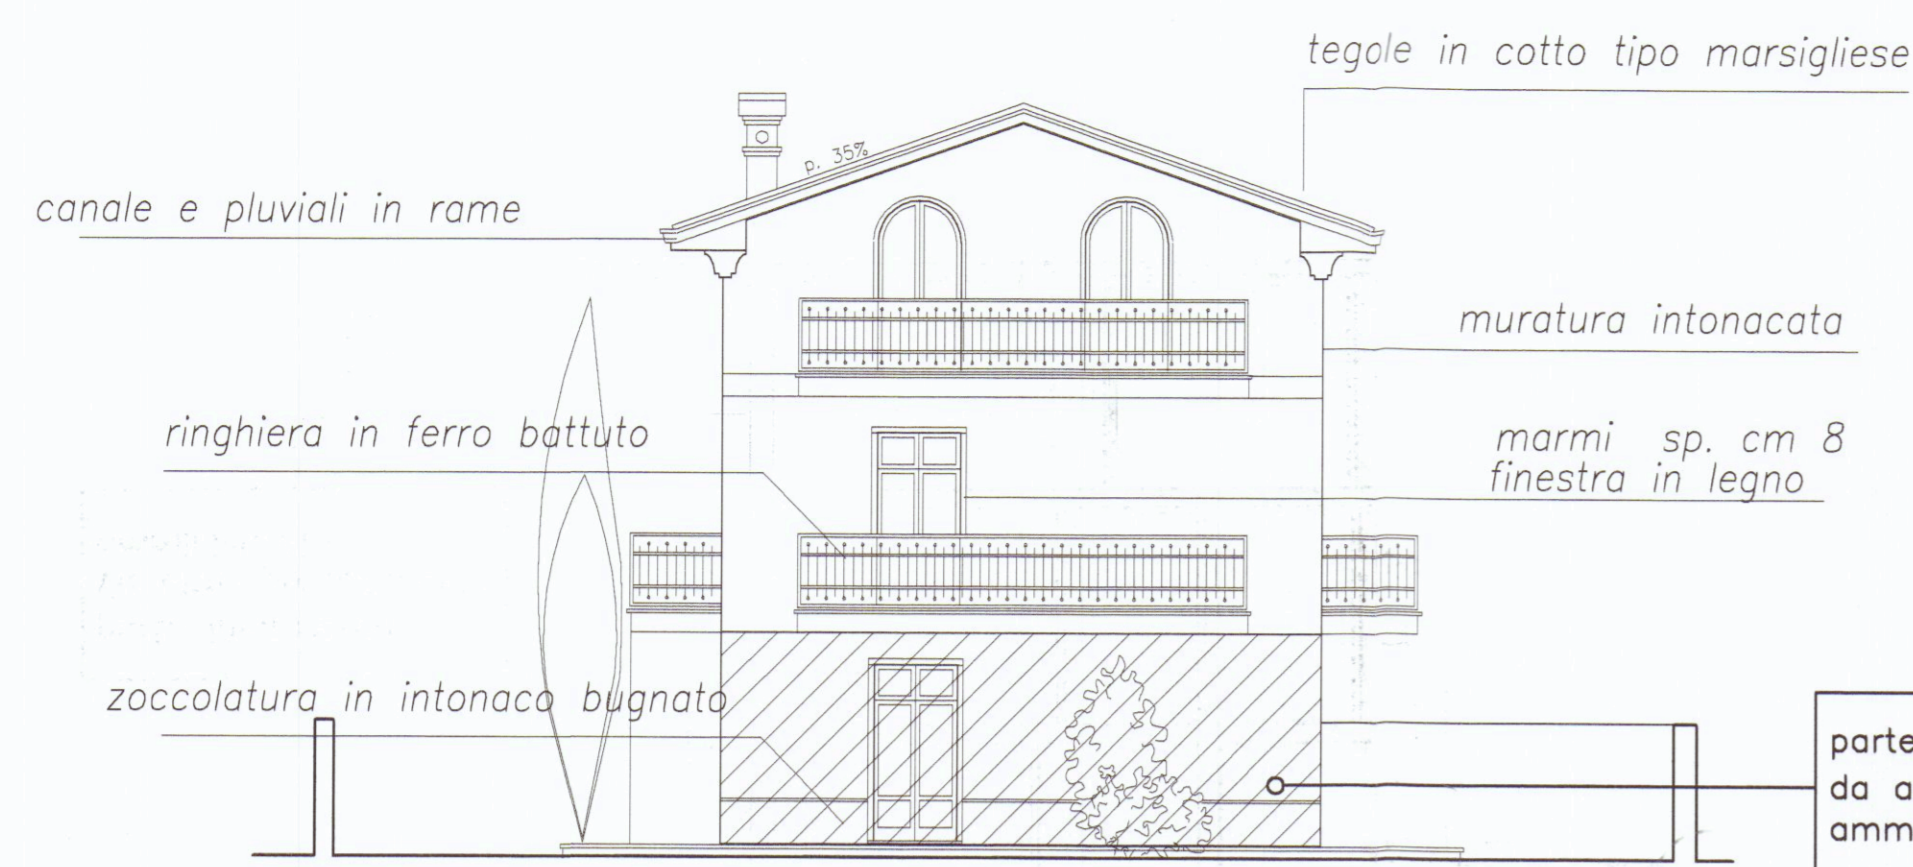 tegole in cotto tipo marsigliese
p. 35%
canale e pluviali in rame
muratura intonacata
ringhiera in ferro battuto
marmi sp. cm 8
finestra in legno
zoccolatura in intonaco bugnato
parte
da a
amm